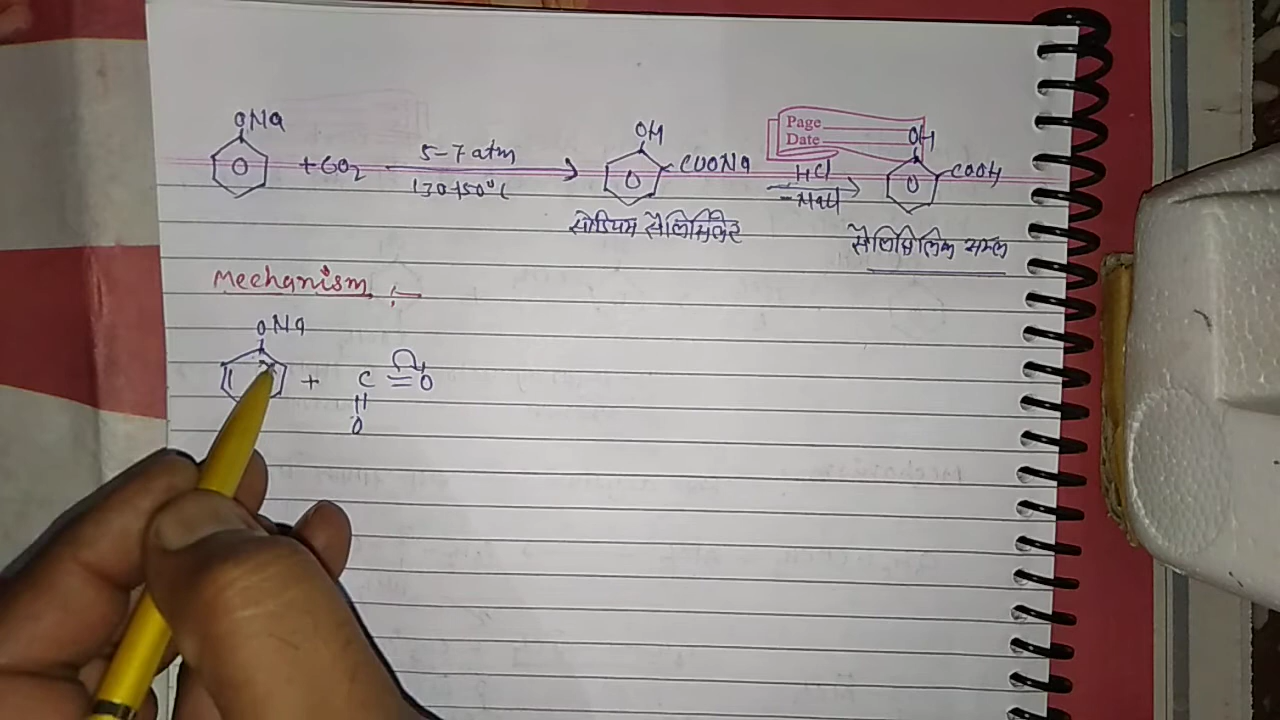 ONa
+ CO2
5-7 atm
130-150°C
OH
COONa
Page
Date
HCl
-NaCl
OH
COOH
सोडियम सैलिसिलेट
सैलिसिलिक अम्ल
Mechanism :-
ONa
+ C = O
O